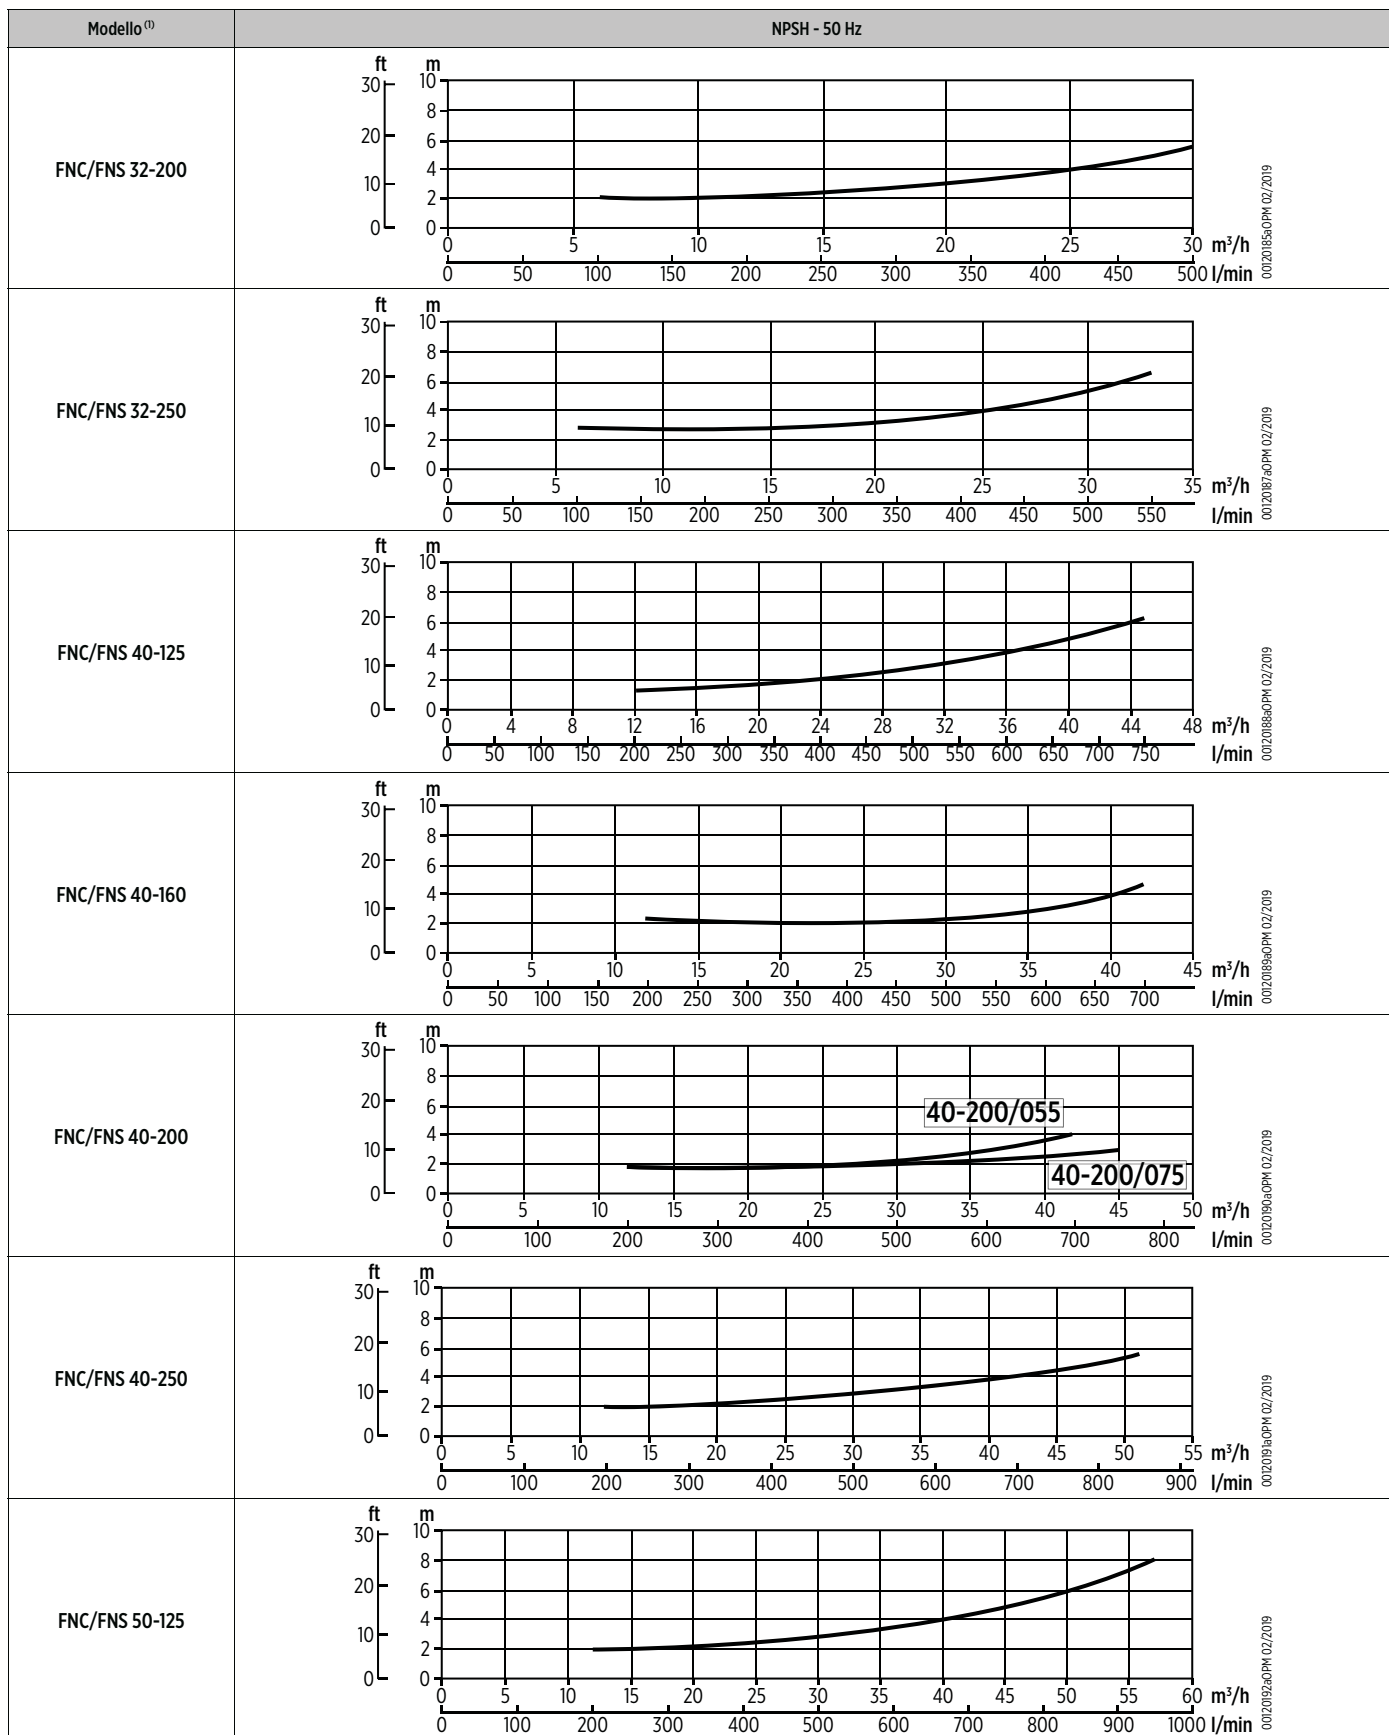 Modello (1) NPSH - 50 Hz
FNC/FNS 32-200
ft m
30 20 10 0
10 8 6 4 2 0
0 5 10 15 20 25 30 m³/h
0 50 100 150 200 250 300 350 400 450 500 l/min
00120185aOPM 02/2019
FNC/FNS 32-250
ft m
30 20 10 0
10 8 6 4 2 0
0 5 10 15 20 25 30 35 m³/h
0 50 100 150 200 250 300 350 400 450 500 550 l/min
00120187aOPM 02/2019
FNC/FNS 40-125
ft m
30 20 10 0
10 8 6 4 2 0
0 4 8 12 16 20 24 28 32 36 40 44 48 m³/h
0 50 100 150 200 250 300 350 400 450 500 550 600 650 700 750 l/min
00120188aOPM 02/2019
FNC/FNS 40-160
ft m
30 20 10 0
10 8 6 4 2 0
0 5 10 15 20 25 30 35 40 45 m³/h
0 50 100 150 200 250 300 350 400 450 500 550 600 650 700 l/min
00120189aOPM 02/2019
FNC/FNS 40-200
ft m
30 20 10 0
10 8 6 4 2 0
40-200/055
40-200/075
0 5 10 15 20 25 30 35 40 45 50 m³/h
0 100 200 300 400 500 600 700 800 l/min
00120190aOPM 02/2019
FNC/FNS 40-250
ft m
30 20 10 0
10 8 6 4 2 0
0 5 10 15 20 25 30 35 40 45 50 55 m³/h
0 100 200 300 400 500 600 700 800 900 l/min
00120191aOPM 02/2019
FNC/FNS 50-125
ft m
30 20 10 0
10 8 6 4 2 0
0 5 10 15 20 25 30 35 40 45 50 55 60 m³/h
0 100 200 300 400 500 600 700 800 900 1000 l/min
00120192aOPM 02/2019